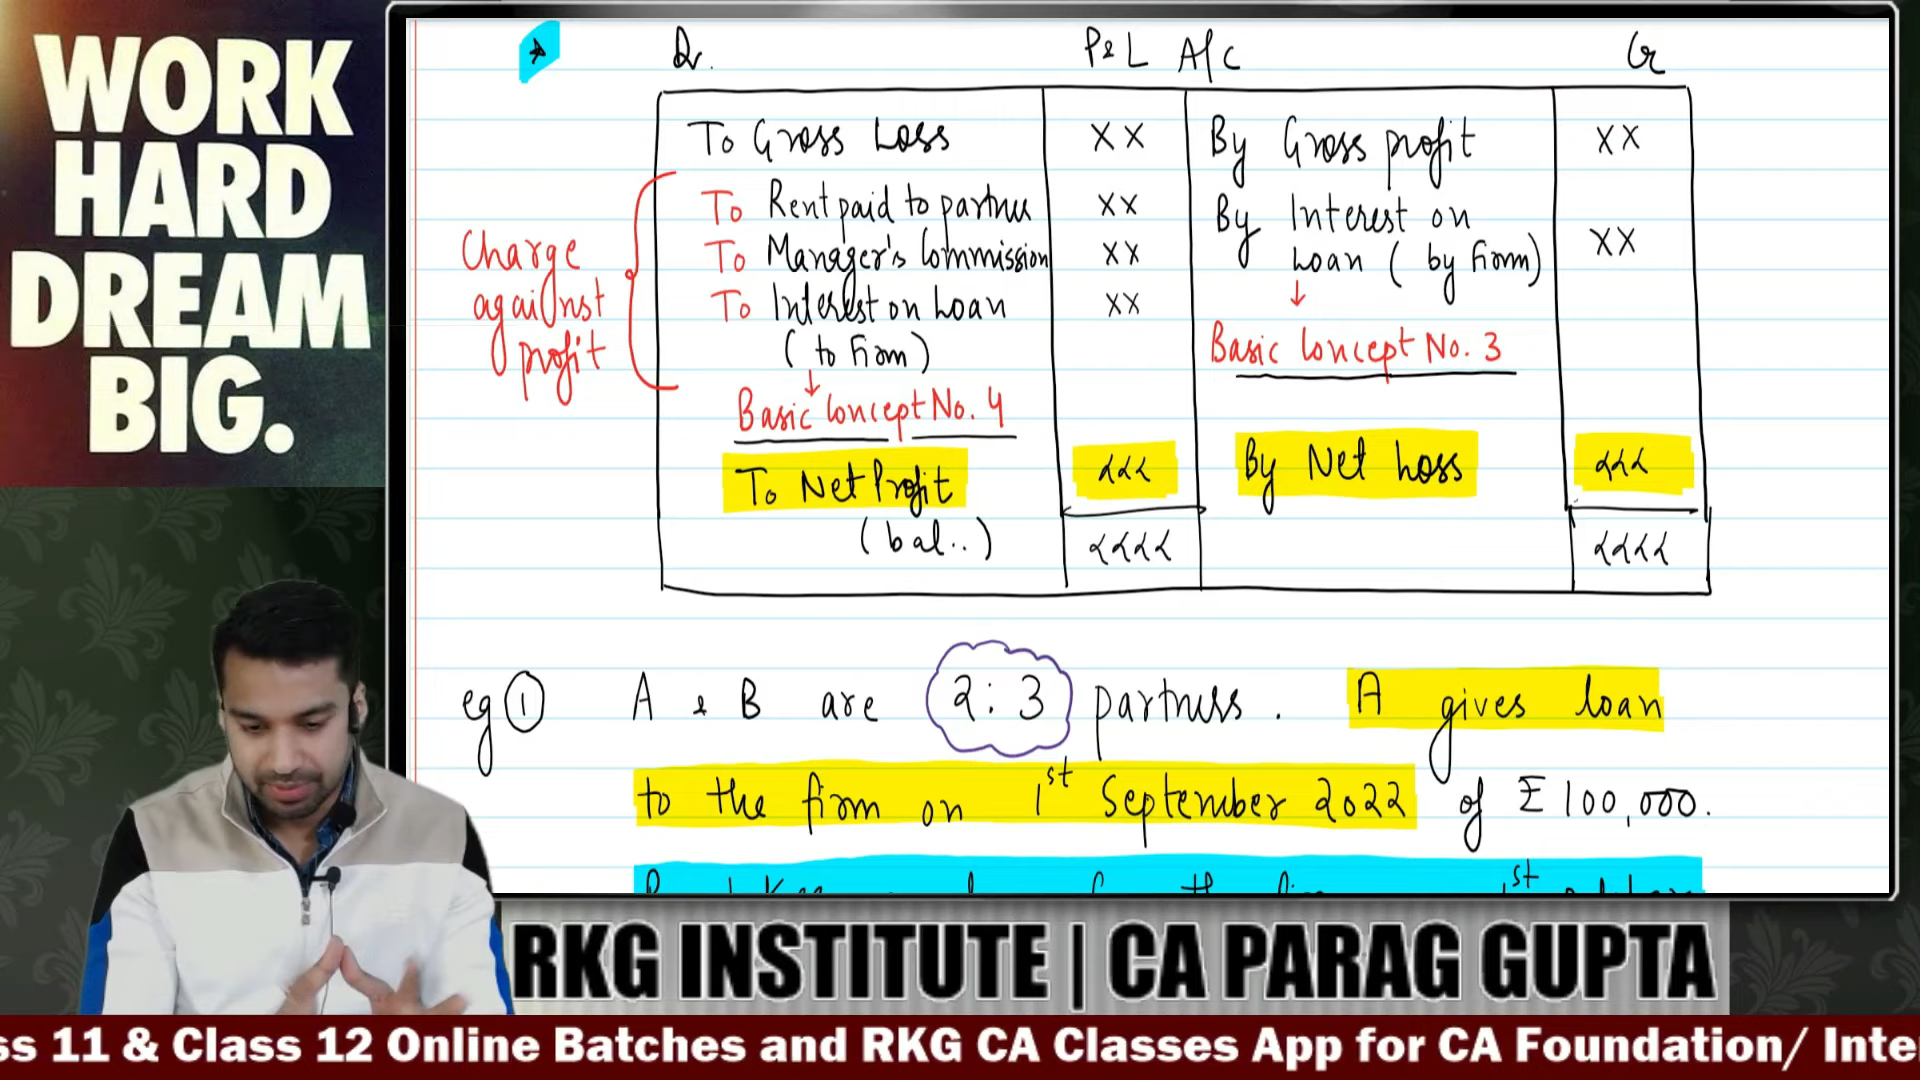 WORK
HARD
DREAM
BIG.
Dr. P & L A/C Cr
To Gross Loss XX By Gross profit XX
Charge against profit
To Rent paid to partner XX
To Manager's Commission XX
To Interest on Loan XX
(to Firm)
Basic Concept No. 4
By Interest on
Loan (by Firm) XX
Basic Concept No. 3
To Net Profit
By Net Loss
(bal..)
eg ① A & B are 2:3 partners. A gives loan
to the firm on 1st September 2022 of ₹ 100,000.
RKG INSTITUTE | CA PARAG GUPTA
ss 11 & Class 12 Online Batches and RKG CA Classes App for CA Foundation/ Inte